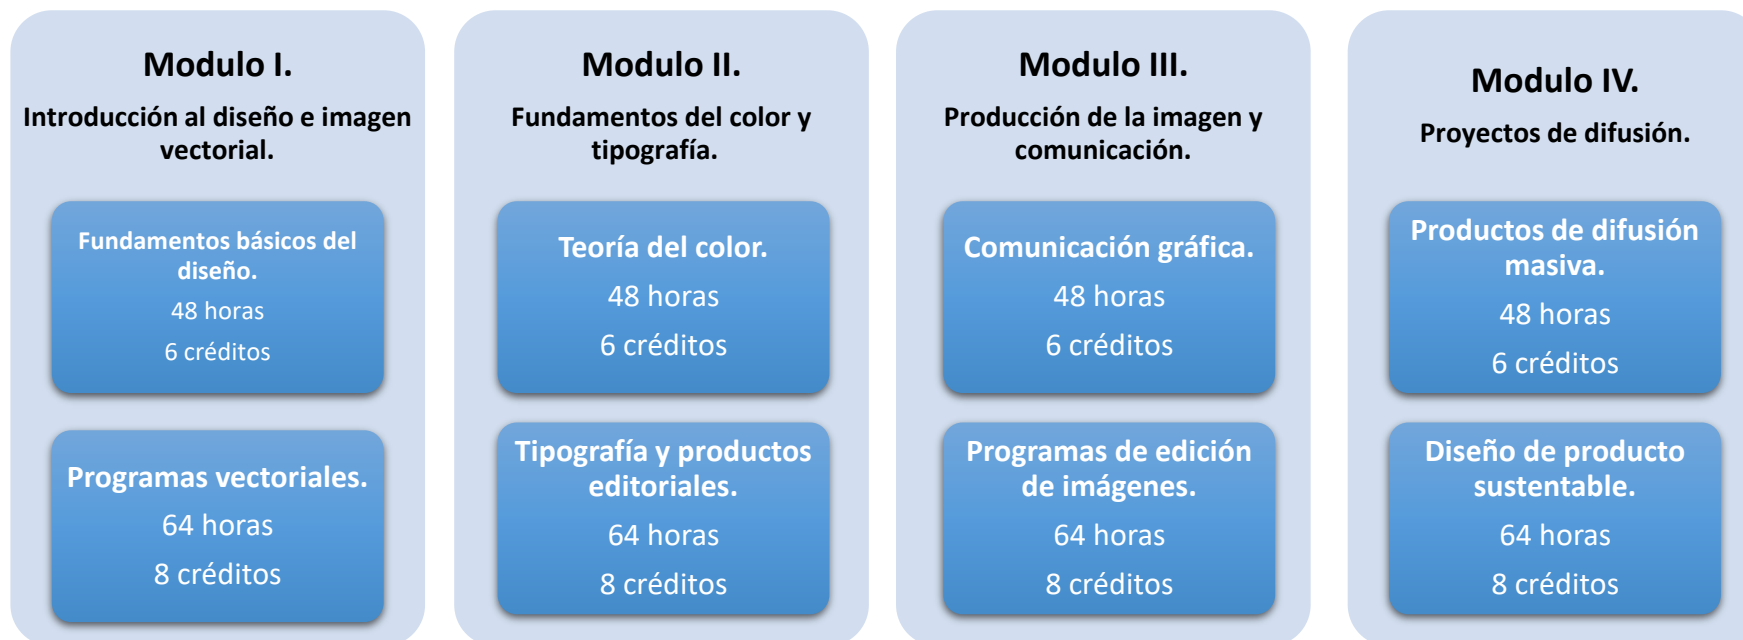 Modulo I.
Introducción al diseño e imagen
vectorial.
Fundamentos básicos del
diseño.
48 horas
6 créditos
Programas vectoriales.
64 horas
8 créditos
Modulo II.
Fundamentos del color y
tipografía.
Teoría del color.
48 horas
6 créditos
Tipografía y productos
editoriales.
64 horas
8 créditos
Modulo III.
Producción de la imagen y
comunicación.
Comunicación gráfica.
48 horas
6 créditos
Programas de edición
de imágenes.
64 horas
8 créditos
Modulo IV.
Proyectos de difusión.
Productos de difusión
masiva.
48 horas
6 créditos
Diseño de producto
sustentable.
64 horas
8 créditos